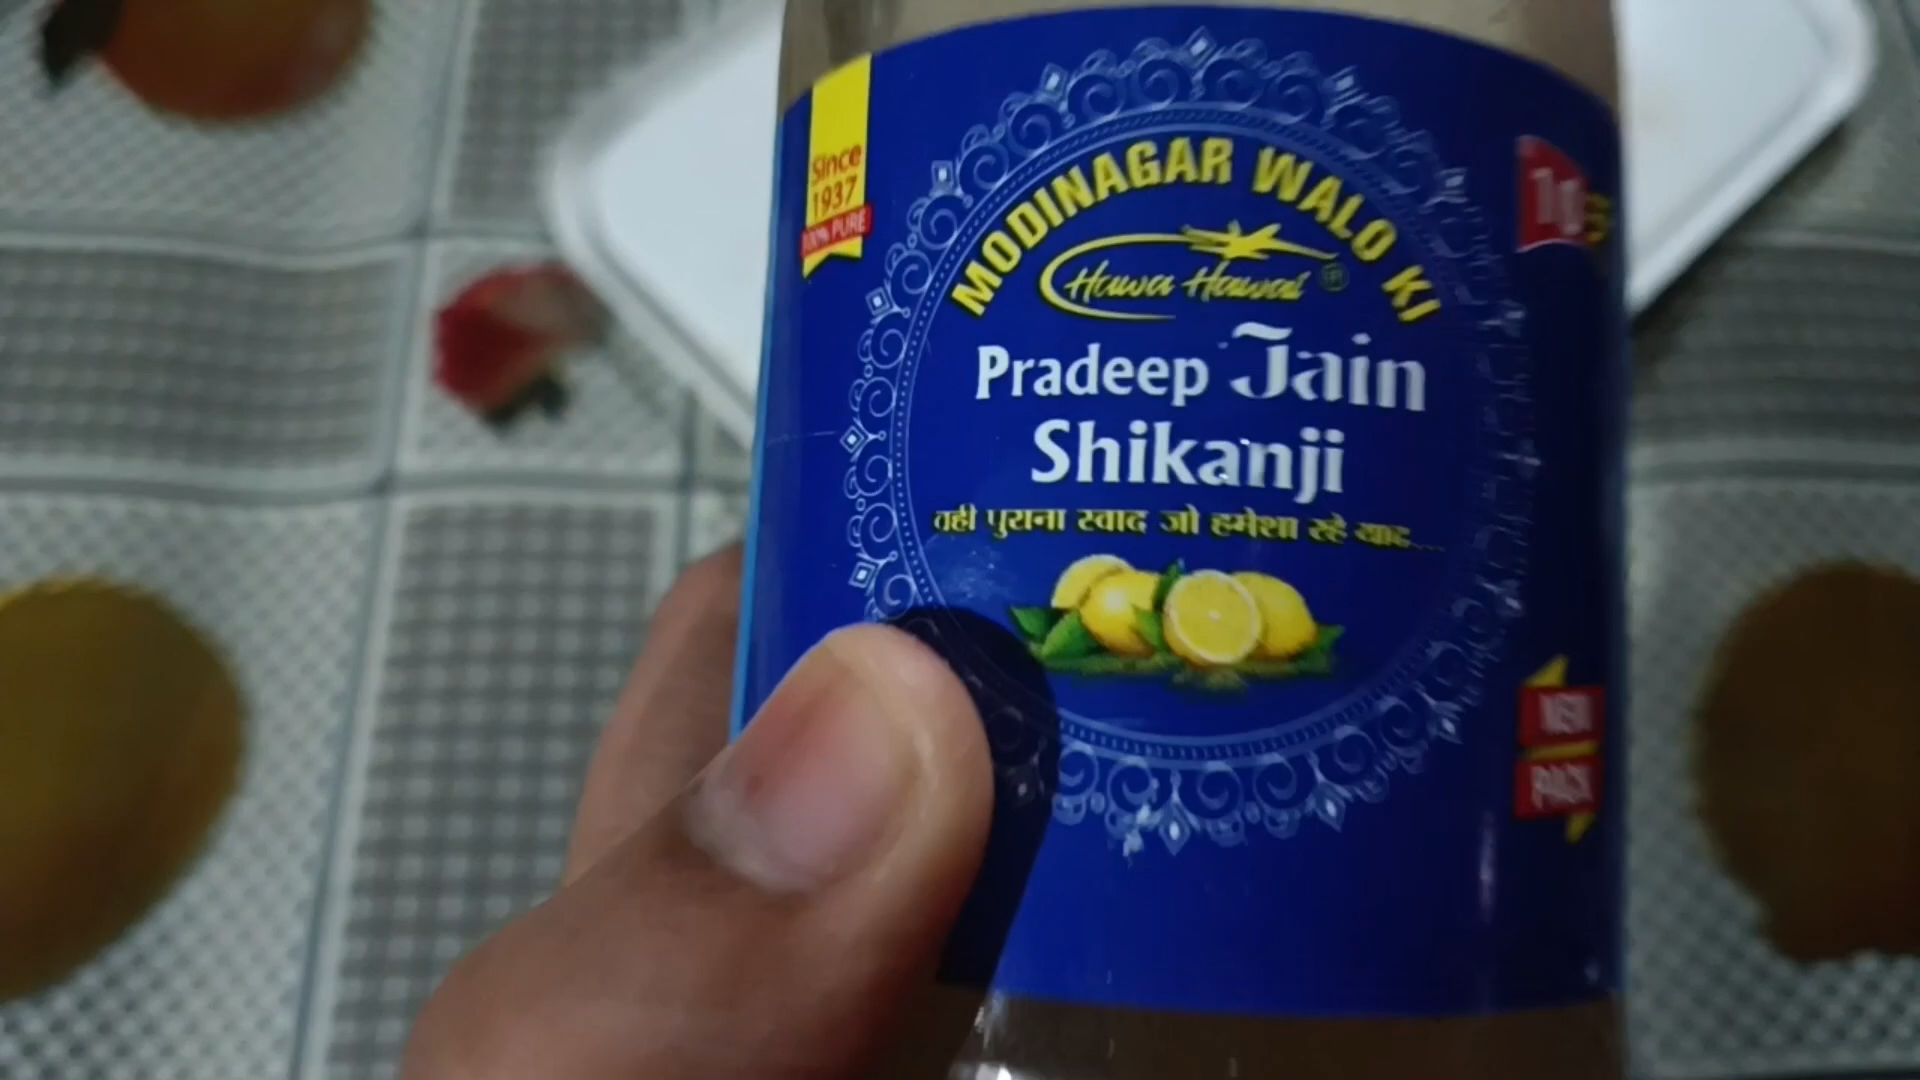 Since
1937
100% PURE
MODINAGAR WALO KI
Hawa Hawai
Pradeep Jain
Shikanji
वही पुराना स्वाद जो हमेशा रहे याद...
NEW
PACK